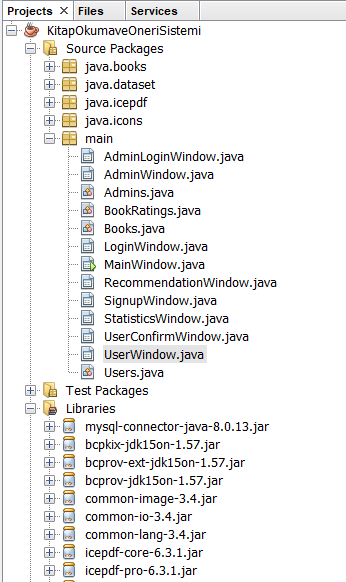 Projects Files Services
KitapOkumaveOneriSistemi
Source Packages
java.books
java.dataset
java.icepdf
java.icons
main
AdminLoginWindow.java
AdminWindow.java
Admins.java
BookRatings.java
Books.java
LoginWindow.java
MainWindow.java
RecommendationWindow.java
SignupWindow.java
StatisticsWindow.java
UserConfirmWindow.java
UserWindow.java
Users.java
Test Packages
Libraries
mysql-connector-java-8.0.13.jar
bcpkix-jdk15on-1.57.jar
bcprov-ext-jdk15on-1.57.jar
bcprov-jdk15on-1.57.jar
common-image-3.4.jar
common-io-3.4.jar
common-lang-3.4.jar
icepdf-core-6.3.1.jar
icepdf-pro-6.3.1.jar